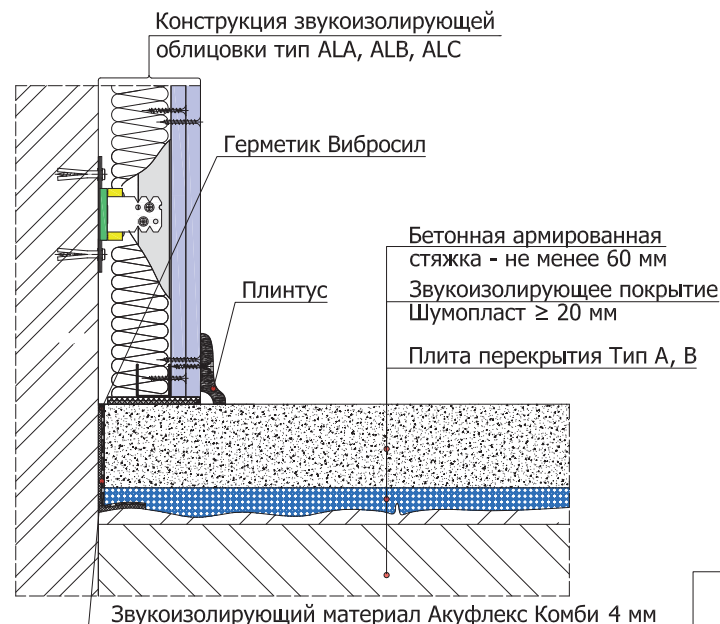 Конструкция звукоизолирующей
облицовки тип ALA, ALB, ALC
Герметик Вибросил
Бетонная армированная
стяжка - не менее 60 мм
Плинтус
Звукоизолирующее покрытие
Шумопласт ≥ 20 мм
Плита перекрытия Тип А, В
Звукоизолирующий материал Акуфлекс Комби 4 мм